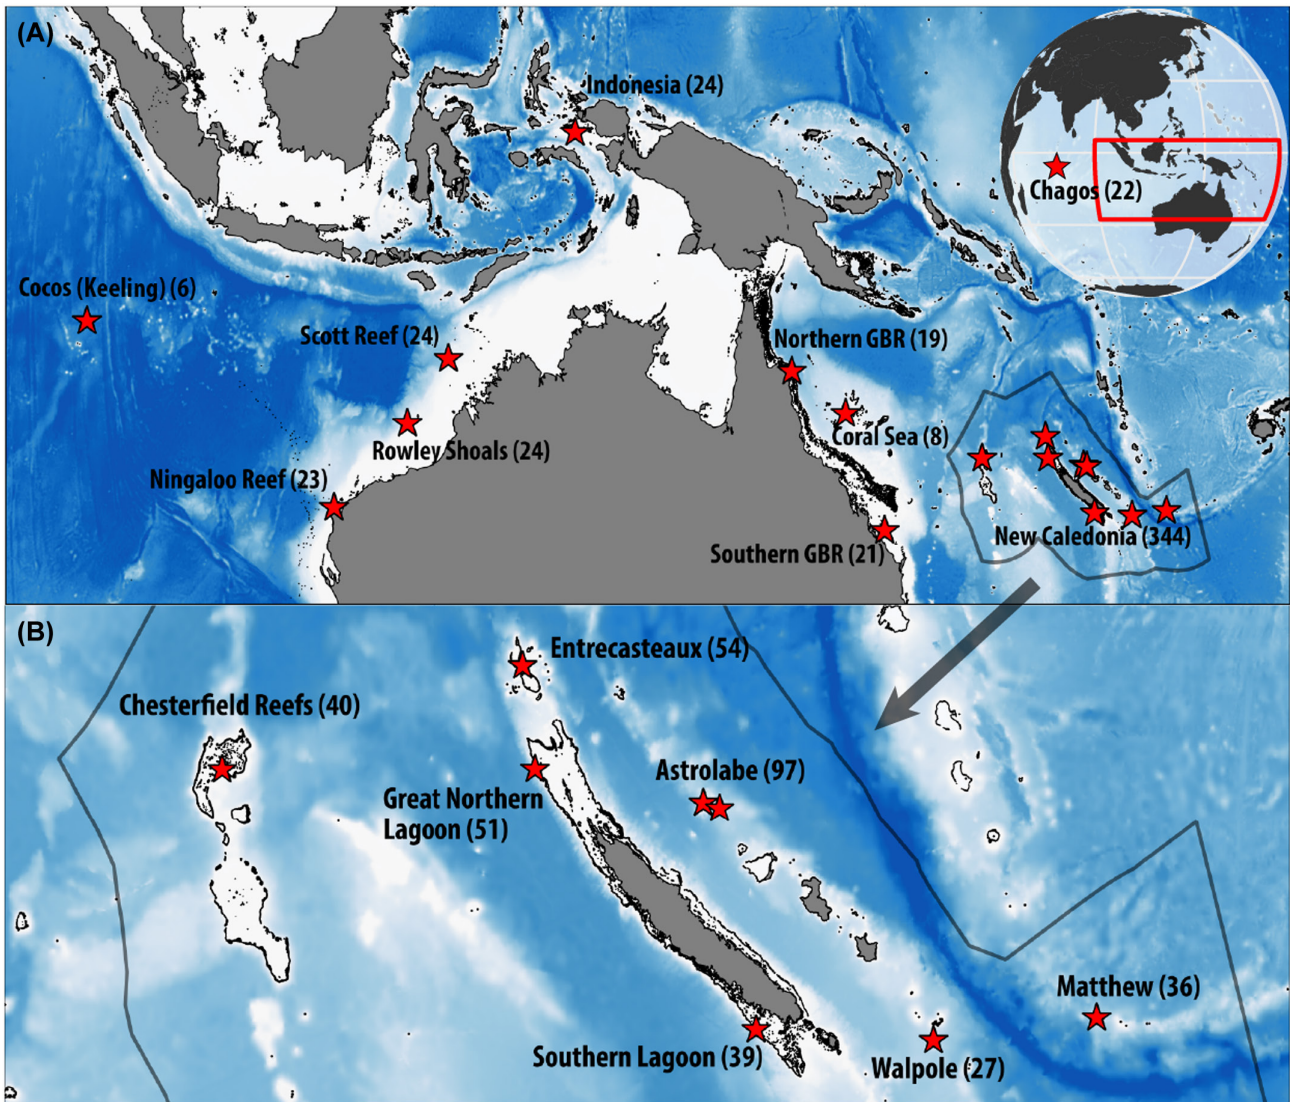 (A)
Indonesia (24)
Chagos (22)
Cocos (Keeling) (6)
Scott Reef (24)
Northern GBR (19)
Rowley Shoals (24)
Coral Sea (8)
Ningaloo Reef (23)
Southern GBR (21)
New Caledonia (344)
(B)
Entrecasteaux (54)
Chesterfield Reefs (40)
Astrolabe (97)
Great Northern
Lagoon (51)
Matthew (36)
Southern Lagoon (39)
Walpole (27)